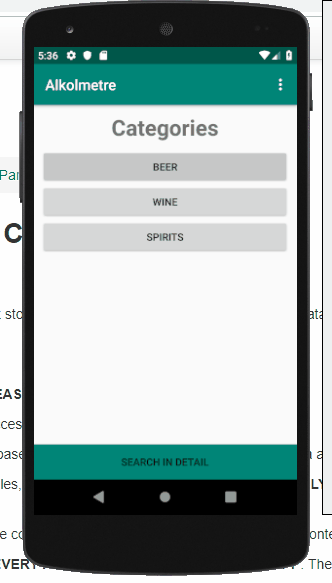 5:36
Alkolmetre
Categories
BEER
WINE
SPIRITS
SEARCH IN DETAIL
Par
C
sto
ata
EAS
ces
base
a
les,
LY
e co
onte
EVERY
. The